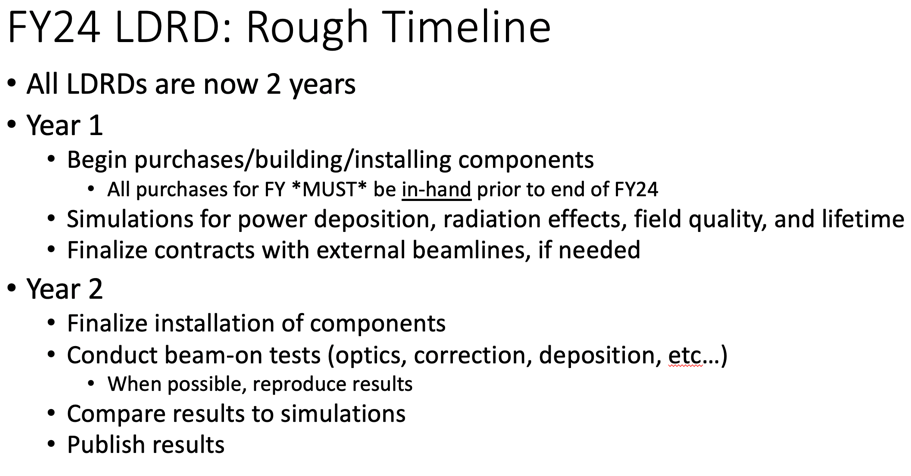 FY24 LDRD: Rough Timeline
• All LDRDs are now 2 years
• Year 1
• Begin purchases/building/installing components
• All purchases for FY *MUST* be in-hand prior to end of FY24
• Simulations for power deposition, radiation effects, field quality, and lifetime
• Finalize contracts with external beamlines, if needed
• Year 2
• Finalize installation of components
• Conduct beam-on tests (optics, correction, deposition, etc...)
• When possible, reproduce results
• Compare results to simulations
• Publish results